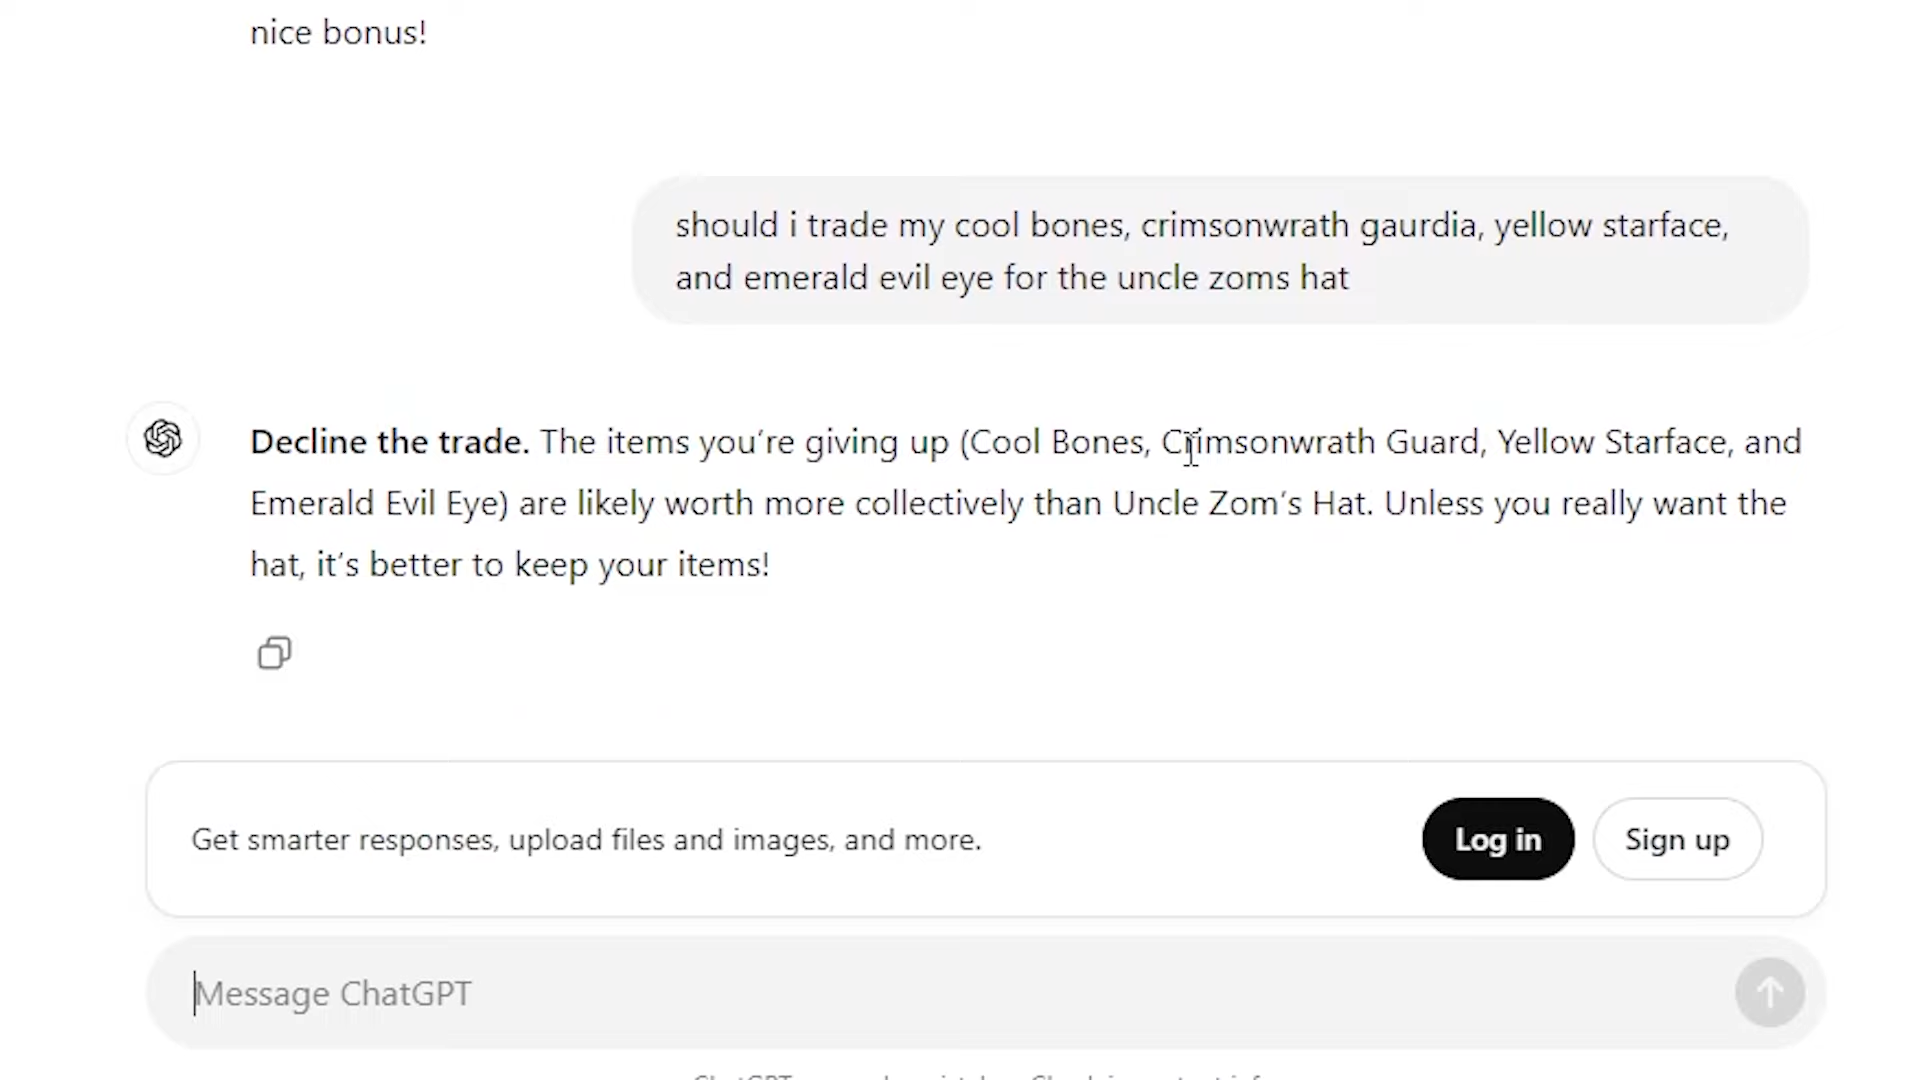 nice bonus!
should i trade my cool bones, crimsonwrath gaurdia, yellow starface,
and emerald evil eye for the uncle zoms hat
Decline the trade. The items you're giving up (Cool Bones, Crimsonwrath Guard, Yellow Starface, and
Emerald Evil Eye) are likely worth more collectively than Uncle Zom's Hat. Unless you really want the
hat, it's better to keep your items!
Get smarter responses, upload files and images, and more.
Log in
Sign up
Message ChatGPT